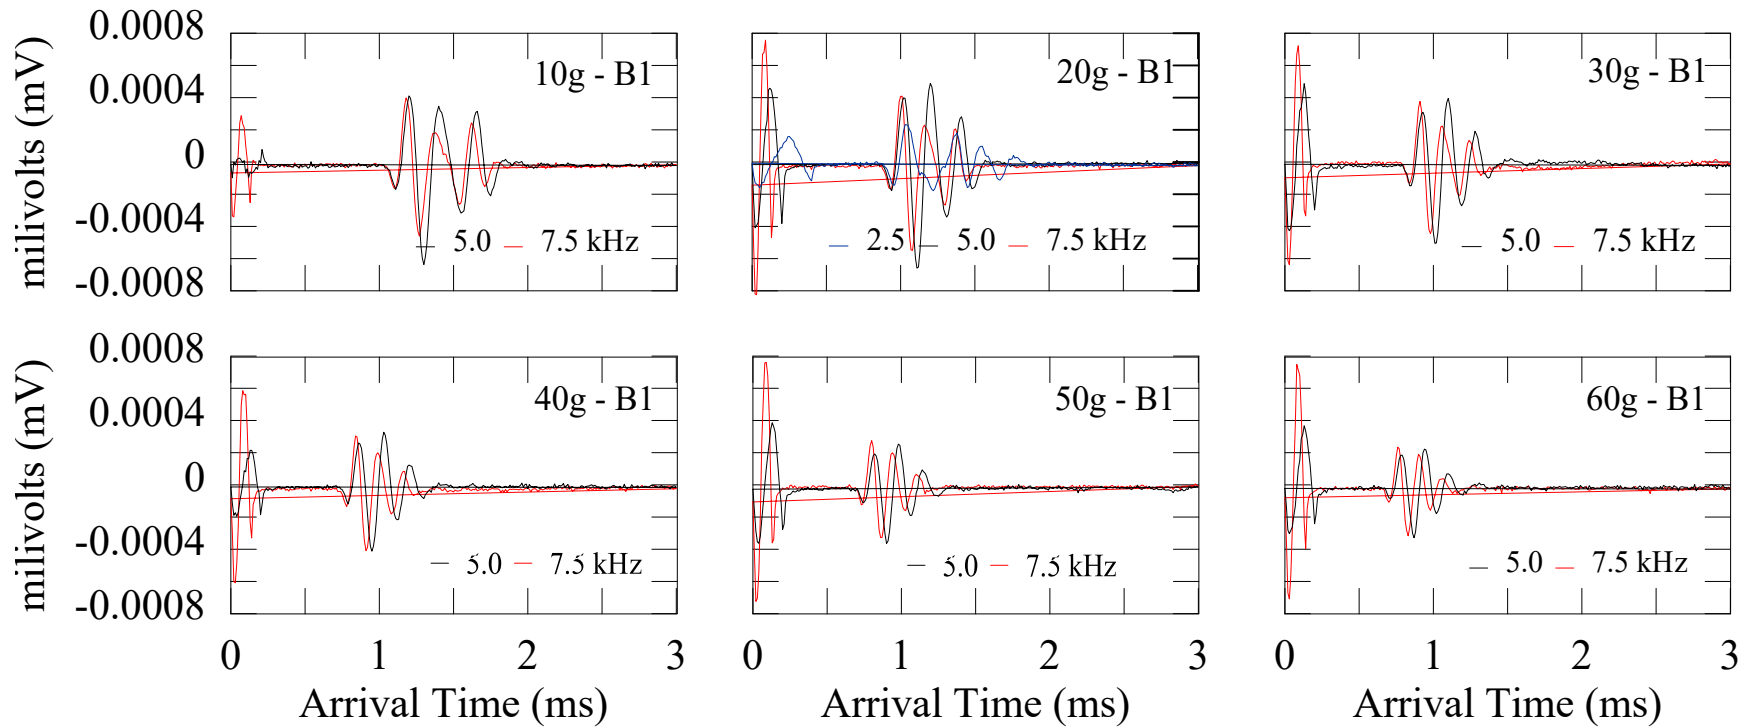 milivolts (mV)
0.0008
0.0004
0
-0.0004
-0.0008
10g - B1
5.0 7.5 kHz
20g - B1
2.5 5.0 7.5 kHz
30g - B1
5.0 7.5 kHz
milivolts (mV)
0.0008
0.0004
0
-0.0004
-0.0008
40g - B1
5.0 7.5 kHz
50g - B1
5.0 7.5 kHz
60g - B1
5.0 7.5 kHz
0 1 2 3
0 1 2 3
0 1 2 3
Arrival Time (ms)
Arrival Time (ms)
Arrival Time (ms)